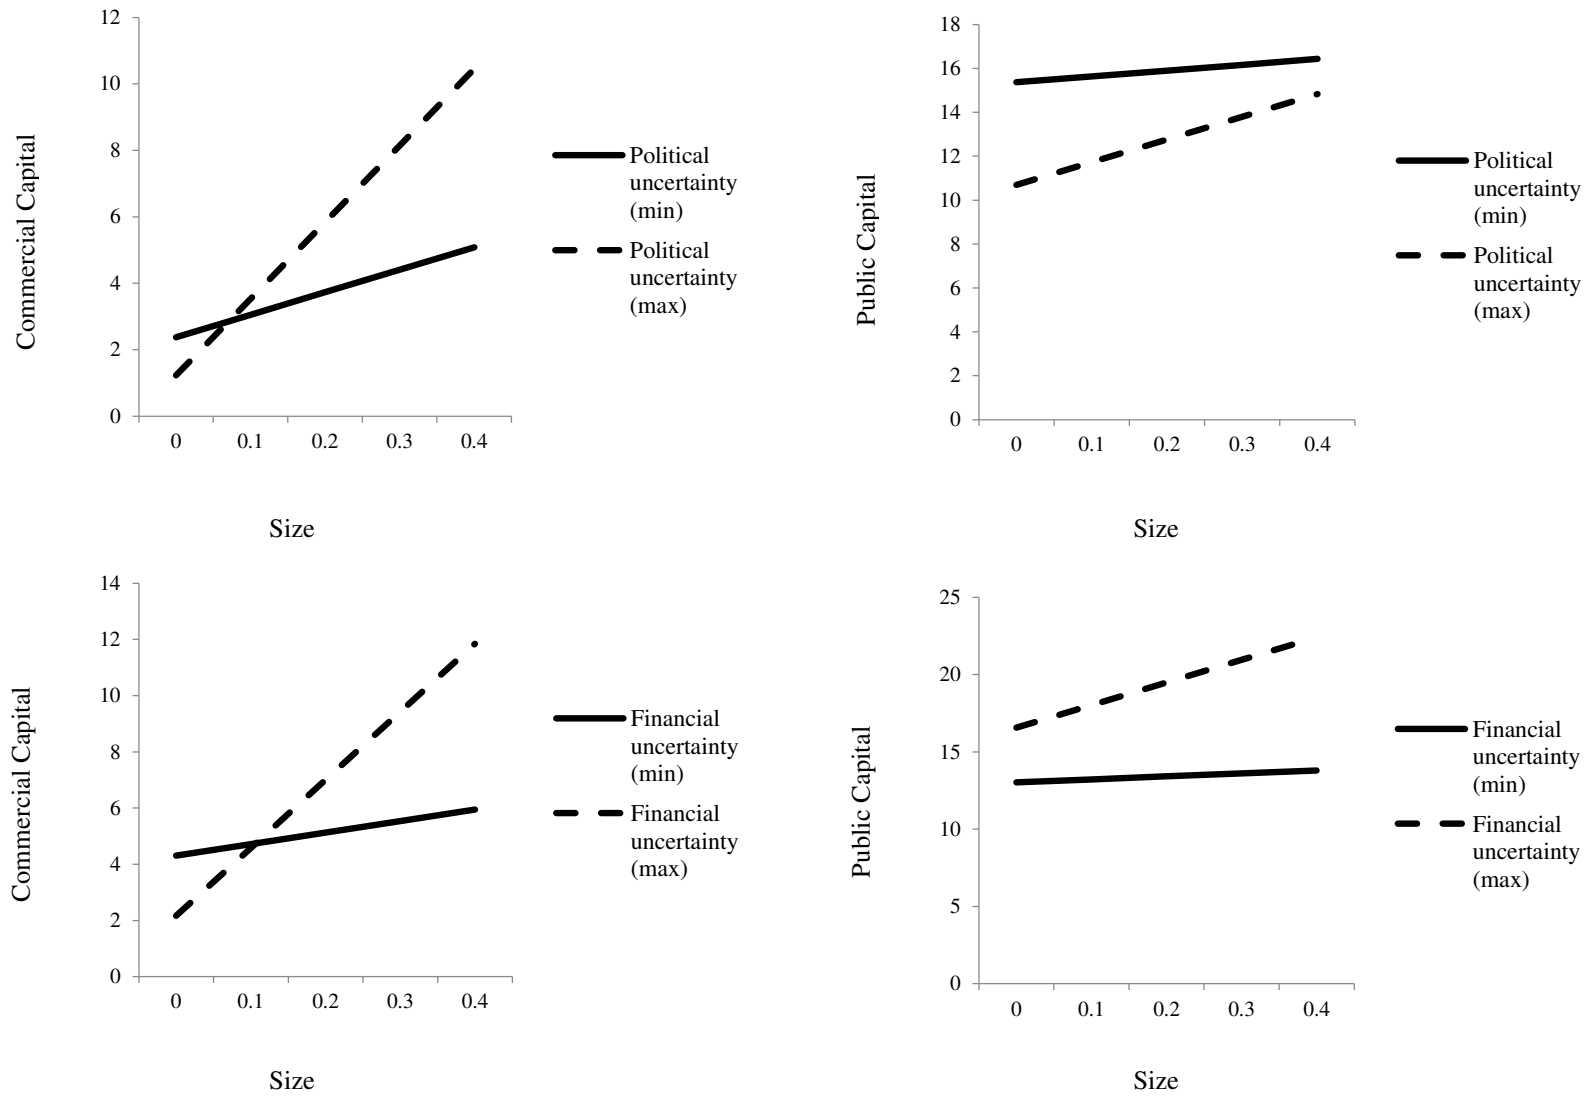 12
10
8
6
4
2
0
Commercial Capital
0 0.1 0.2 0.3 0.4
Size
Political
uncertainty
(min)
Political
uncertainty
(max)
18
16
14
12
10
8
6
4
2
0
Public Capital
0 0.1 0.2 0.3 0.4
Size
Political
uncertainty
(min)
Political
uncertainty
(max)
14
12
10
8
6
4
2
0
Commercial Capital
0 0.1 0.2 0.3 0.4
Size
Financial
uncertainty
(min)
Financial
uncertainty
(max)
25
20
15
10
5
0
Public Capital
0 0.1 0.2 0.3 0.4
Size
Financial
uncertainty
(min)
Financial
uncertainty
(max)